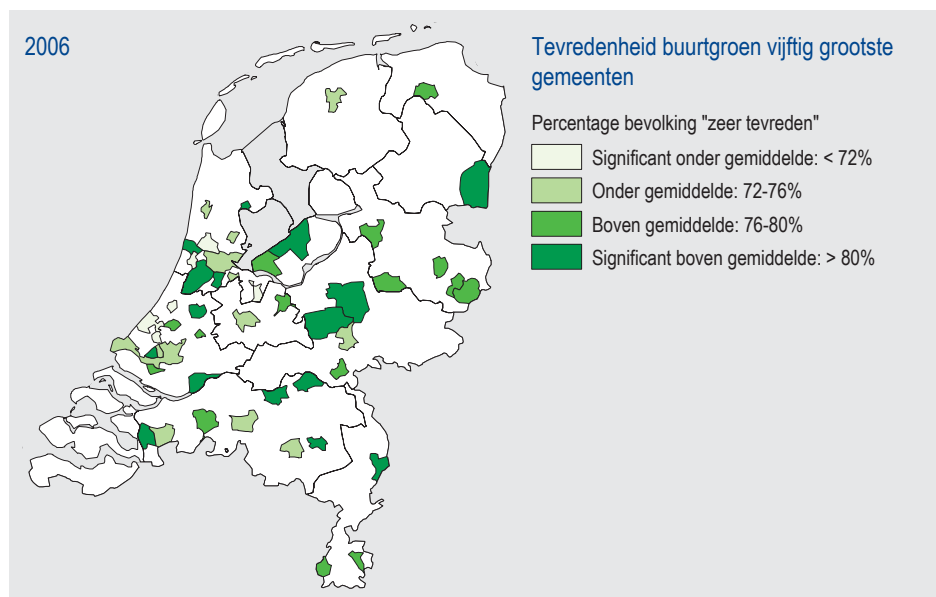 2006
Tevredenheid buurtgroen vijftig grootste
gemeenten
Percentage bevolking "zeer tevreden"
Significant onder gemiddelde: < 72%
Onder gemiddelde: 72-76%
Boven gemiddelde: 76-80%
Significant boven gemiddelde: > 80%